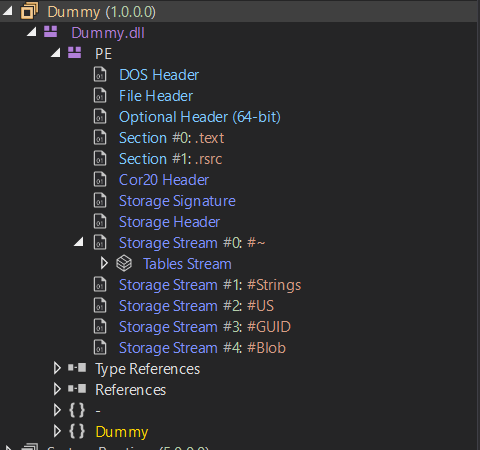 Dummy (1.0.0.0)
Dummy.dll
PE
DOS Header
File Header
Optional Header (64-bit)
Section #0: .text
Section #1: .rsrc
Cor20 Header
Storage Signature
Storage Header
Storage Stream #0: #~
Tables Stream
Storage Stream #1: #Strings
Storage Stream #2: #US
Storage Stream #3: #GUID
Storage Stream #4: #Blob
Type References
References
{ } -
{ } Dummy